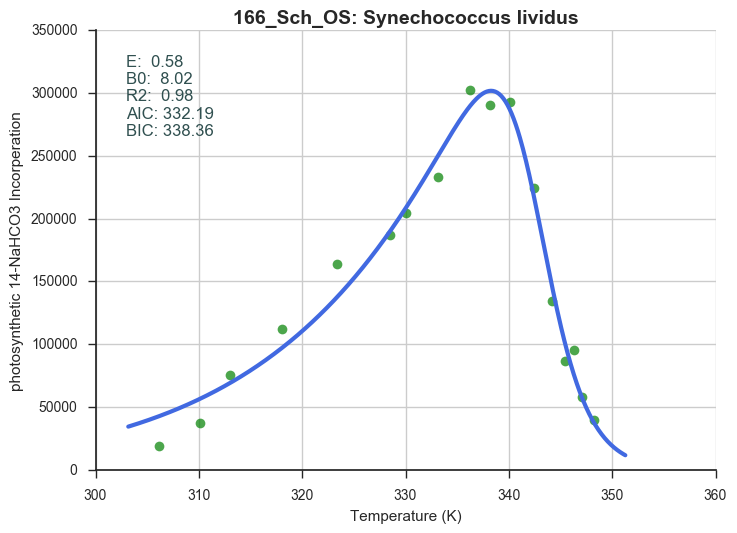 166_Sch_OS: Synechococcus lividus
E:  0.58
B0:  8.02
R2:  0.98
AIC: 332.19
BIC: 338.36
photosynthetic 14-NaHCO3 Incorperation
350000
300000
250000
200000
150000
100000
50000
0
300 310 320 330 340 350 360
Temperature (K)